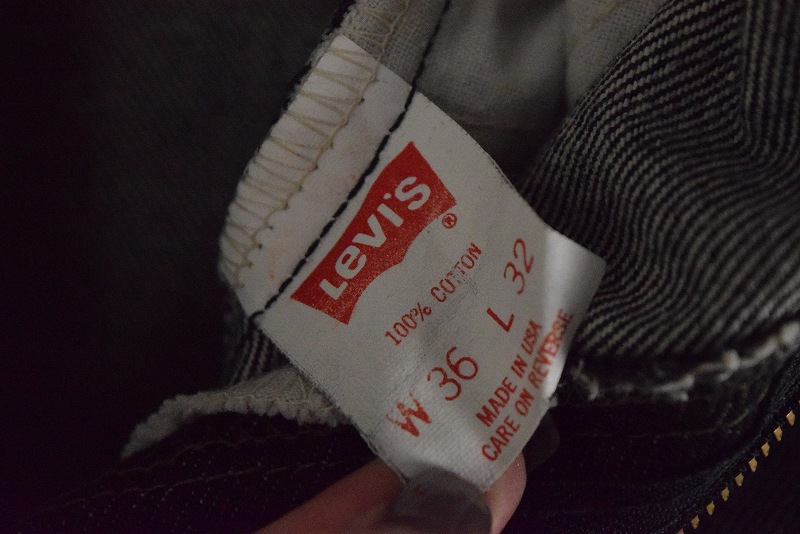 Levi's ®
100% COTTON
W 36 L 32
MADE IN USA
CARE ON REVERSE